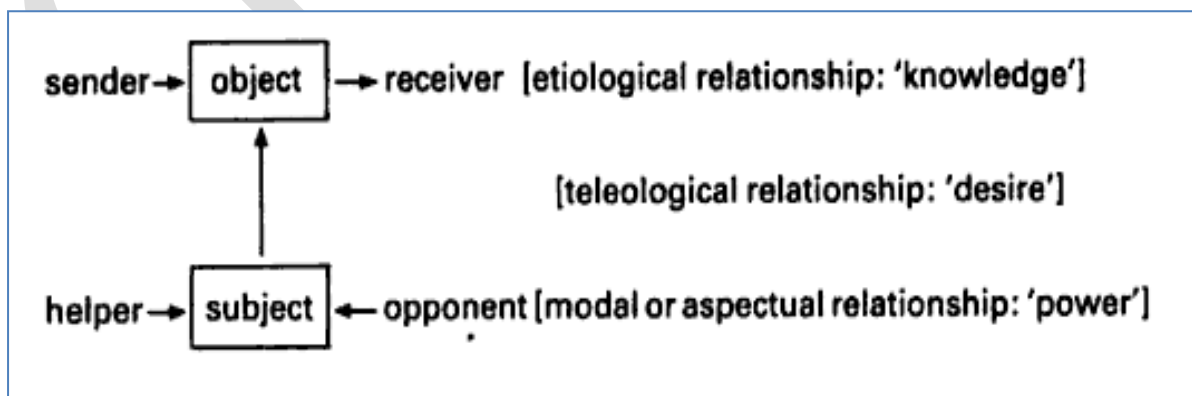 sender object receiver [etiological relationship: 'knowledge']
[teleological relationship: 'desire']
helper subject opponent [modal or aspectual relationship: 'power']